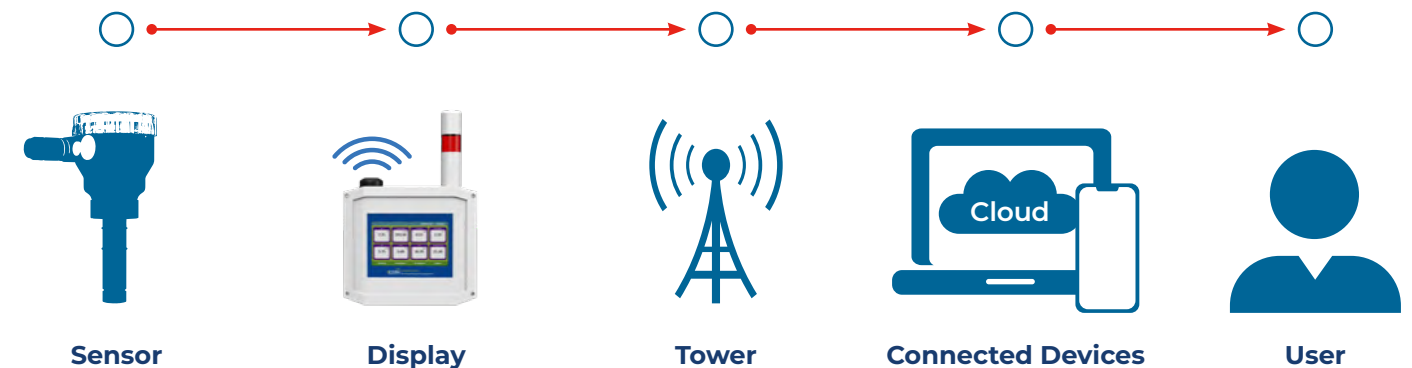 Cloud
Sensor
Display
Tower
Connected Devices
User